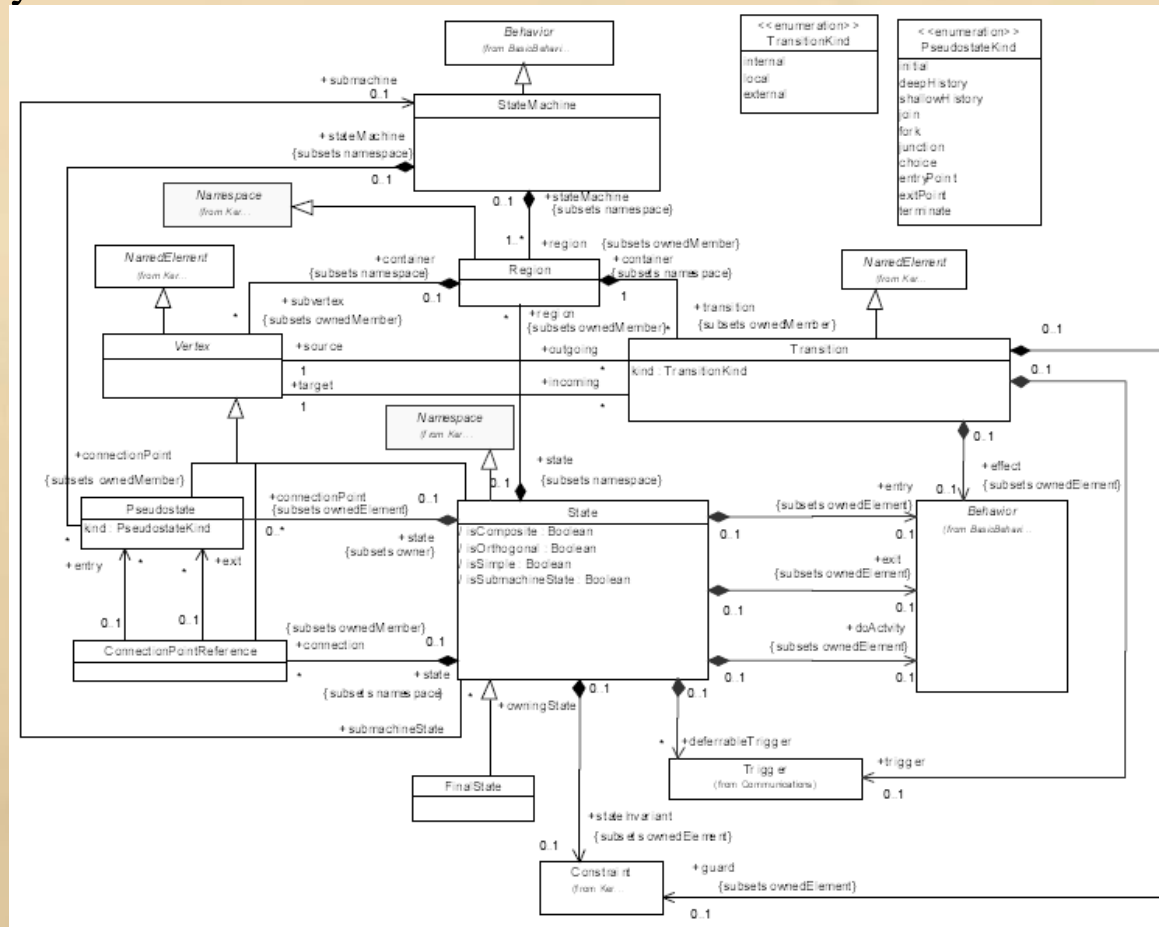 y
Behavior
(from BasicBehavi...
<<enumeration>>
TransitionKind
internal
local
external
<<enumeration>>
PseudostateKind
initial
deepHistory
shallowHistory
join
fork
junction
choice
entryPoint
exitPoint
terminate
+submachine
0..1
StateMachine
+stateMachine
{subsets namespace}
0..1
0..1
+stateMachine
{subsets namespace}
Namespace
(from Ker...
1..*
+region
{subsets ownedMember}
NamedElement
(from Ker...
+container
{subsets namespace}
0..1
Region
+container
{subsets namespace}
1
NamedElement
(from Ker...
+subvertex
{subsets ownedMember}
*
*
+region
{subsets ownedMember}
+transition
{subsets ownedMember}
*
Vertex
+source
1
+outgoing
*
+target
1
+incoming
*
Transition
kind : TransitionKind
0..1
0..1
0..1
Namespace
(from Ker...
+effect
{subsets ownedElement}
0..1
+connectionPoint
{subsets ownedMember}
*
Pseudostate
kind : PseudostateKind
+connectionPoint
{subsets ownedElement}
0..*
0..1
+state
{subsets owner}
0..1
+state
{subsets namespace}
State
/ isComposite : Boolean
/ isOrthogonal : Boolean
/ isSimple : Boolean
/ isSubmachineState : Boolean
+entry
{subsets ownedElement}
0..1
0..1
Behavior
(from BasicBehavi...
+exit
{subsets ownedElement}
0..1
0..1
+doActvity
{subsets ownedElement}
0..1
0..1
+entry
*
*
+exit
0..1
0..1
ConnectionPointReference
{subsets ownedMember}
+connection
0..1
*
+state
{subsets namespace}
+submachineState
*
+owningState
0..1
0..1
*
+deferrableTrigger
Trigger
(from Communications)
+trigger
0..1
FinalState
+stateInvariant
{subsets ownedElement}
0..1
Constraint
(from Ker...
+guard
{subsets ownedElement}
0..1